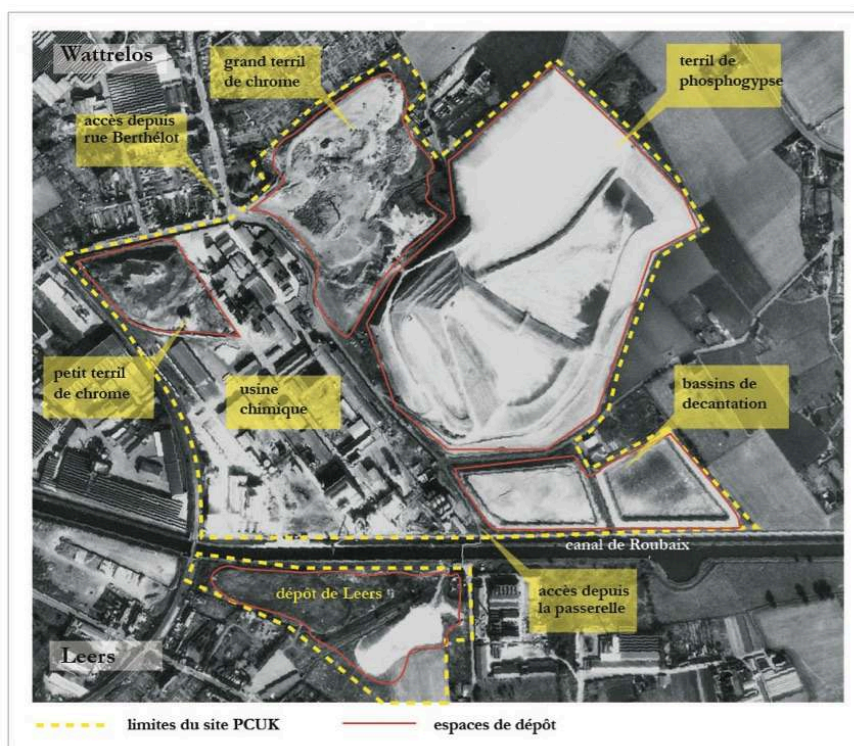 Wattrelos
grand terril
de chrome
terril de
phosphogypse
accès depuis
rue Berthélot
petit terril
de chrome
usine
chimique
bassins de
decantation
canal de Roubaix
dépôt de Leers
accès depuis
la passerelle
Leers
limites du site PCUK
espaces de dépôt